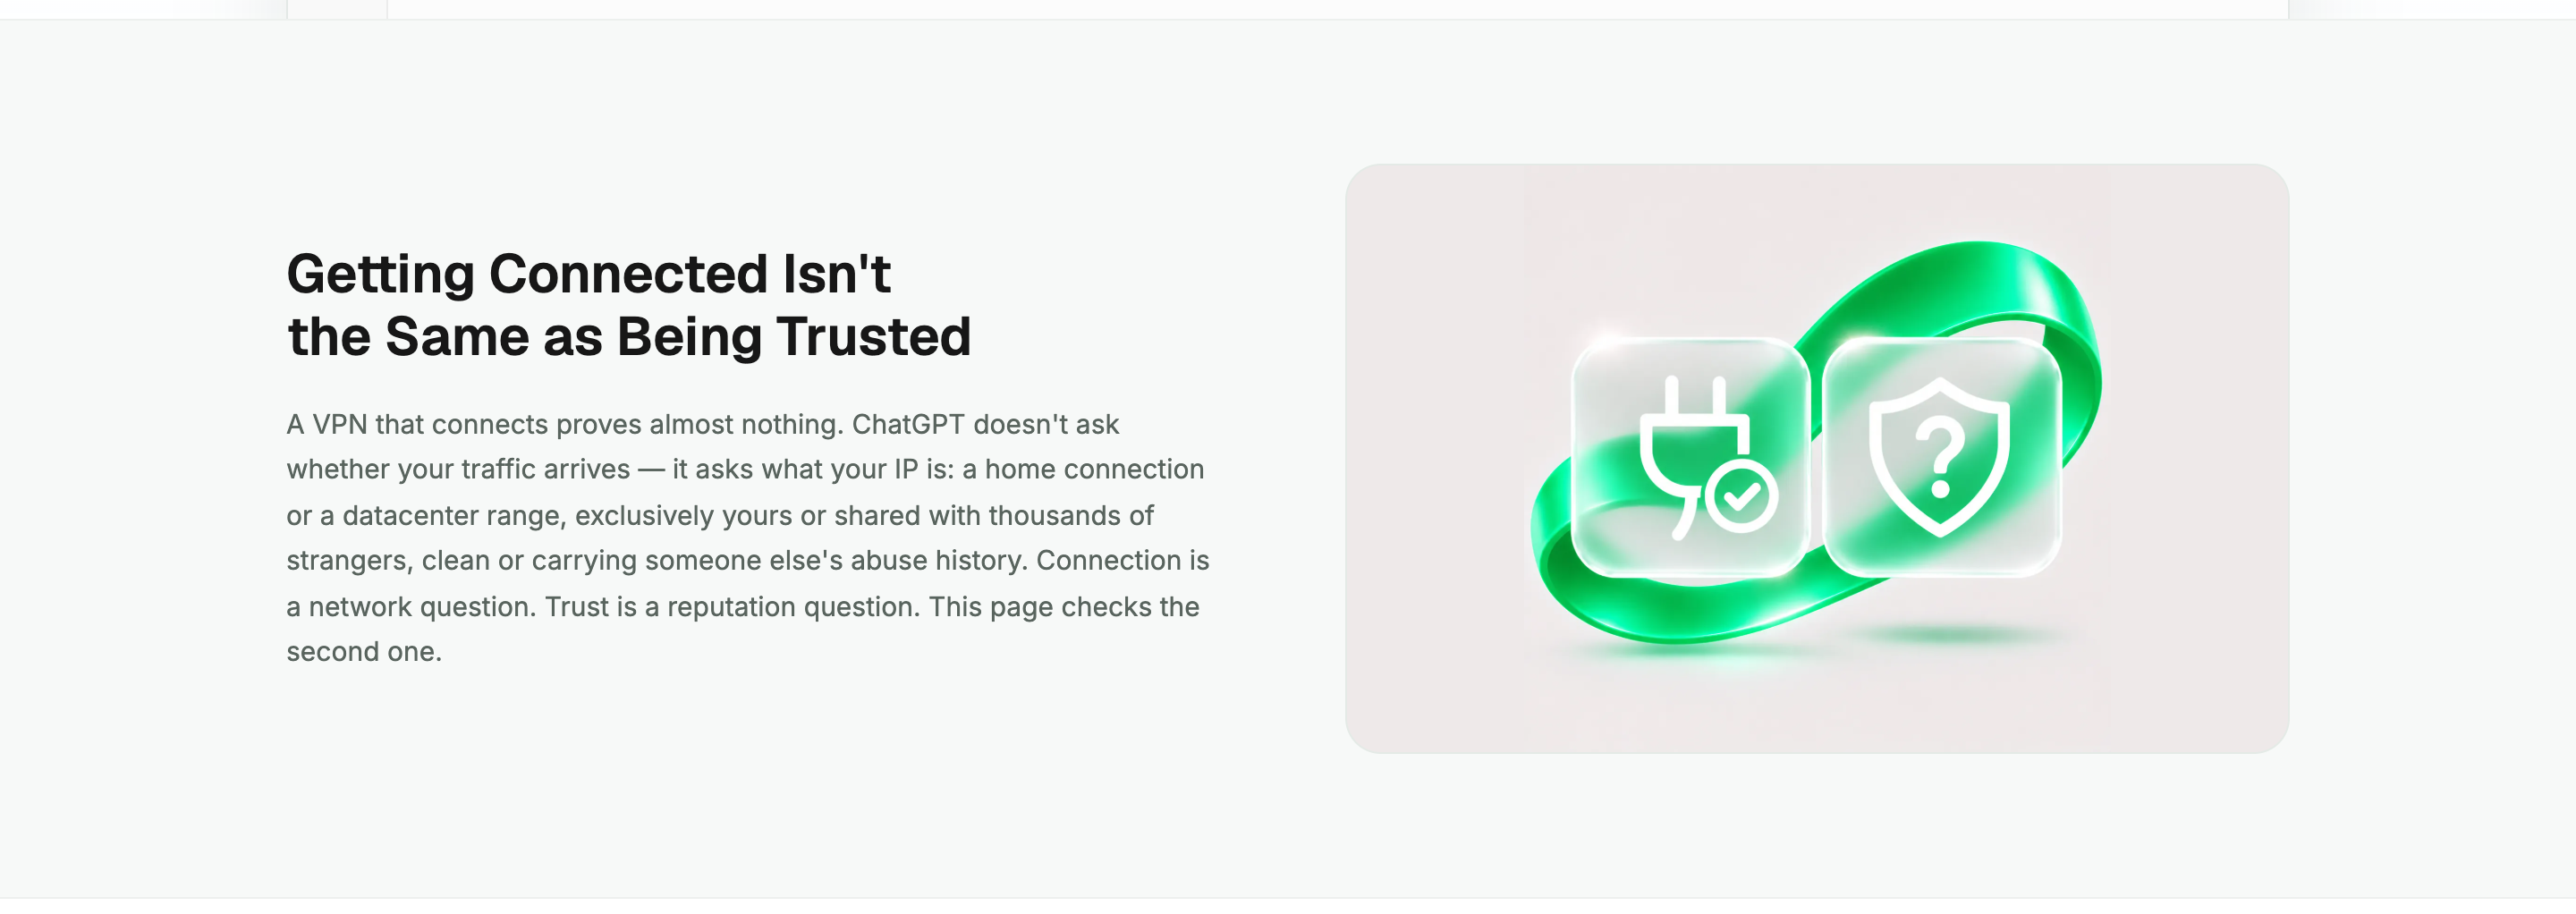 Getting Connected Isn't
the Same as Being Trusted
A VPN that connects proves almost nothing. ChatGPT doesn't ask
whether your traffic arrives — it asks what your IP is: a home connection
or a datacenter range, exclusively yours or shared with thousands of
strangers, clean or carrying someone else's abuse history. Connection is
a network question. Trust is a reputation question. This page checks the
second one.
?